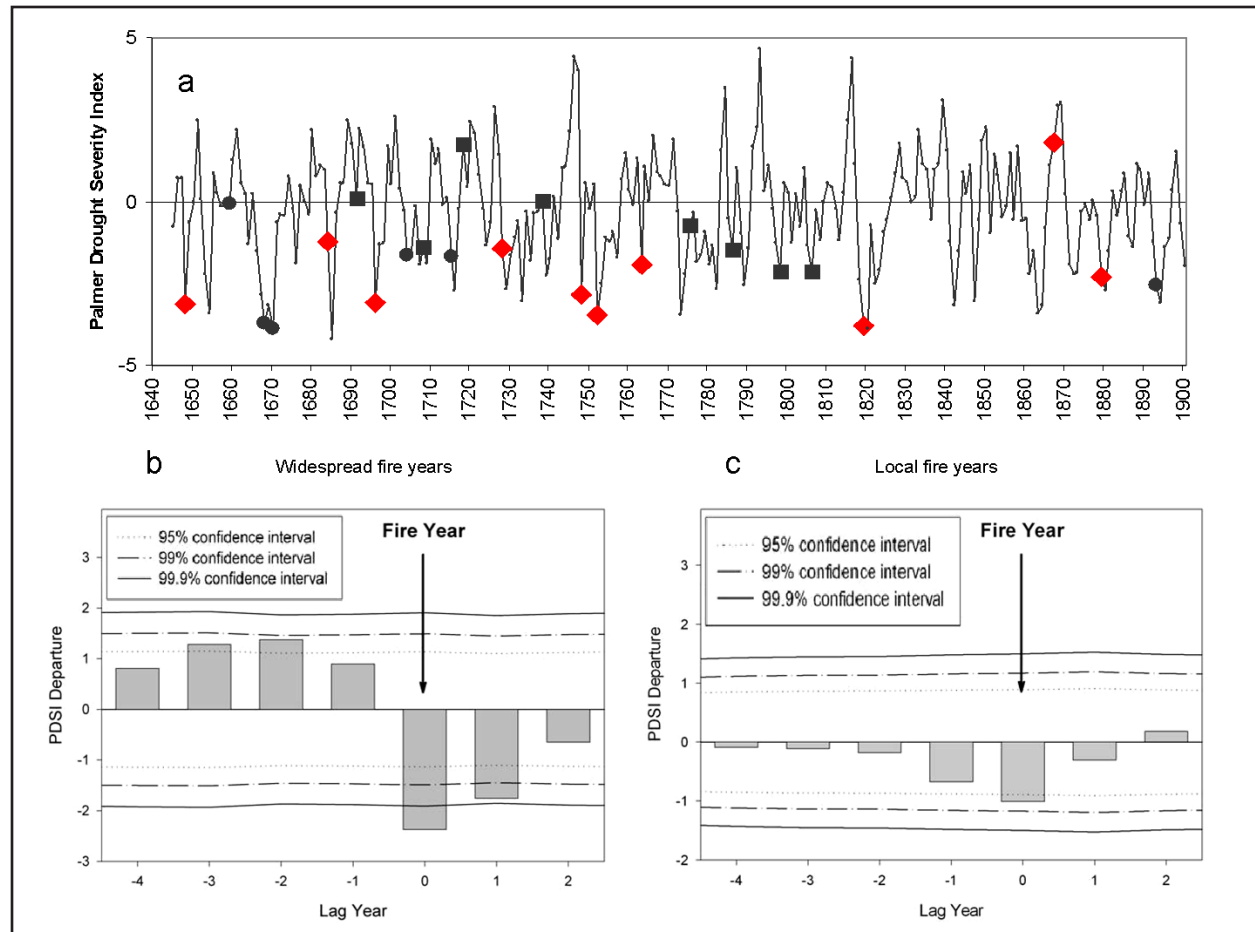 a
Palmer Drought Severity Index
5
0
-5
1640 1650 1660 1670 1680 1690 1700 1710 1720 1730 1740 1750 1760 1770 1780 1790 1800 1810 1820 1830 1840 1850 1860 1870 1880 1890 1900
b Widespread fire years
95% confidence interval
99% confidence interval
99.9% confidence interval
Fire Year
PDSI Departure
3
2
1
0
-1
-2
-3
-4 -3 -2 -1 0 1 2
Lag Year
c Local fire years
95% confidence interval
99% confidence interval
99.9% confidence interval
Fire Year
PDSI Departure
3
2
1
0
-1
-2
-4 -3 -2 -1 0 1 2
Lag Year